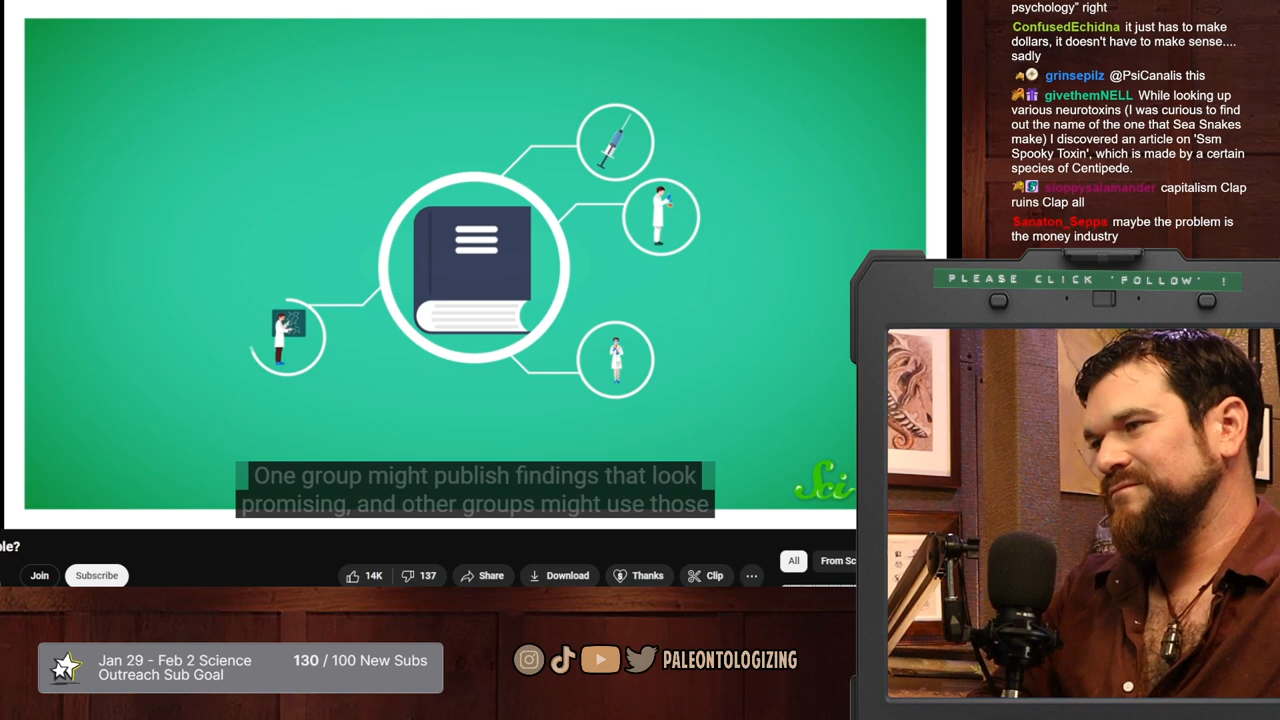 psychology" right
ConfusedEchidna it just has to make
dollars, it doesn't have to make sense....
sadly
grinsepilz @PsiCanalis this
givethemNELL While looking up
various neurotoxins (I was curious to find
out the name of the one that Sea Snakes
make) I discovered an article on 'Ssm
Spooky Toxin', which is made by a certain
species of Centipede.
sloppysalamander capitalism Clap
ruins Clap all
Sanaton_Seppa maybe the problem is
the money industry
PLEASE CLICK 'FOLLOW' !
One group might publish findings that look
promising, and other groups might use those
Sci
ple?
Join
Subscribe
14K
137
Share
Download
Thanks
Clip
...
All
From Sc
Jan 29 - Feb 2 Science
Outreach Sub Goal
130 / 100 New Subs
PALEONTOLOGIZING